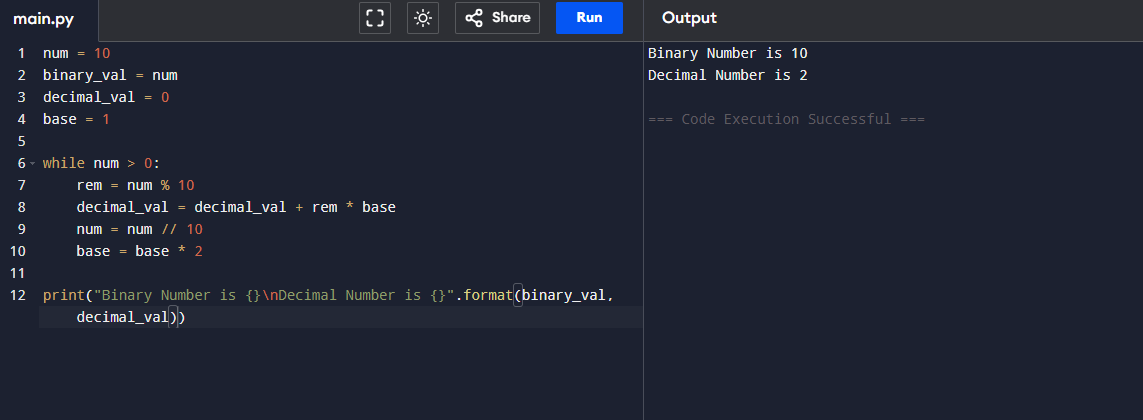 main.py
Share
Run
Output
1 num = 10
2 binary_val = num
3 decimal_val = 0
4 base = 1
5
6 while num > 0:
7     rem = num % 10
8     decimal_val = decimal_val + rem * base
9     num = num // 10
10     base = base * 2
11
12 print("Binary Number is {}\nDecimal Number is {}".format(binary_val,
    decimal_val))
Binary Number is 10
Decimal Number is 2
=== Code Execution Successful ===